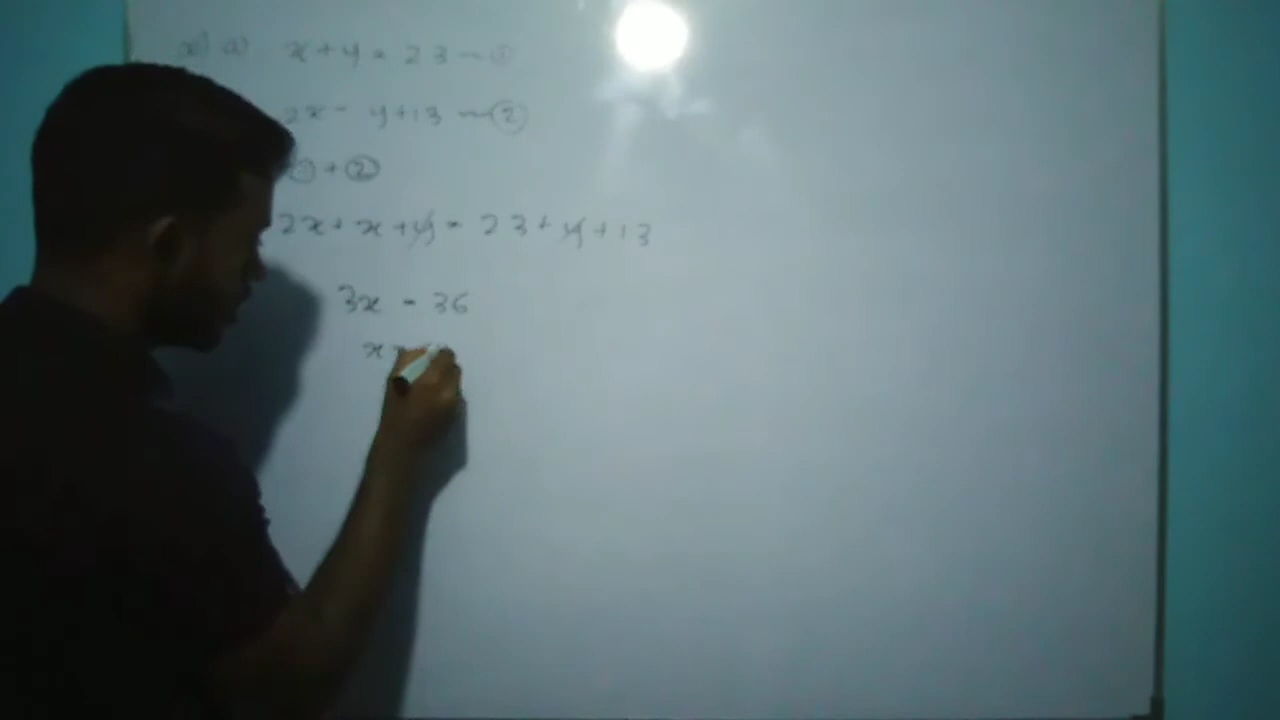 a) x + y = 23 — ①
2x = y + 13 — ②
① + ②
2x + x + y = 23 + y + 13
3x = 36
x =